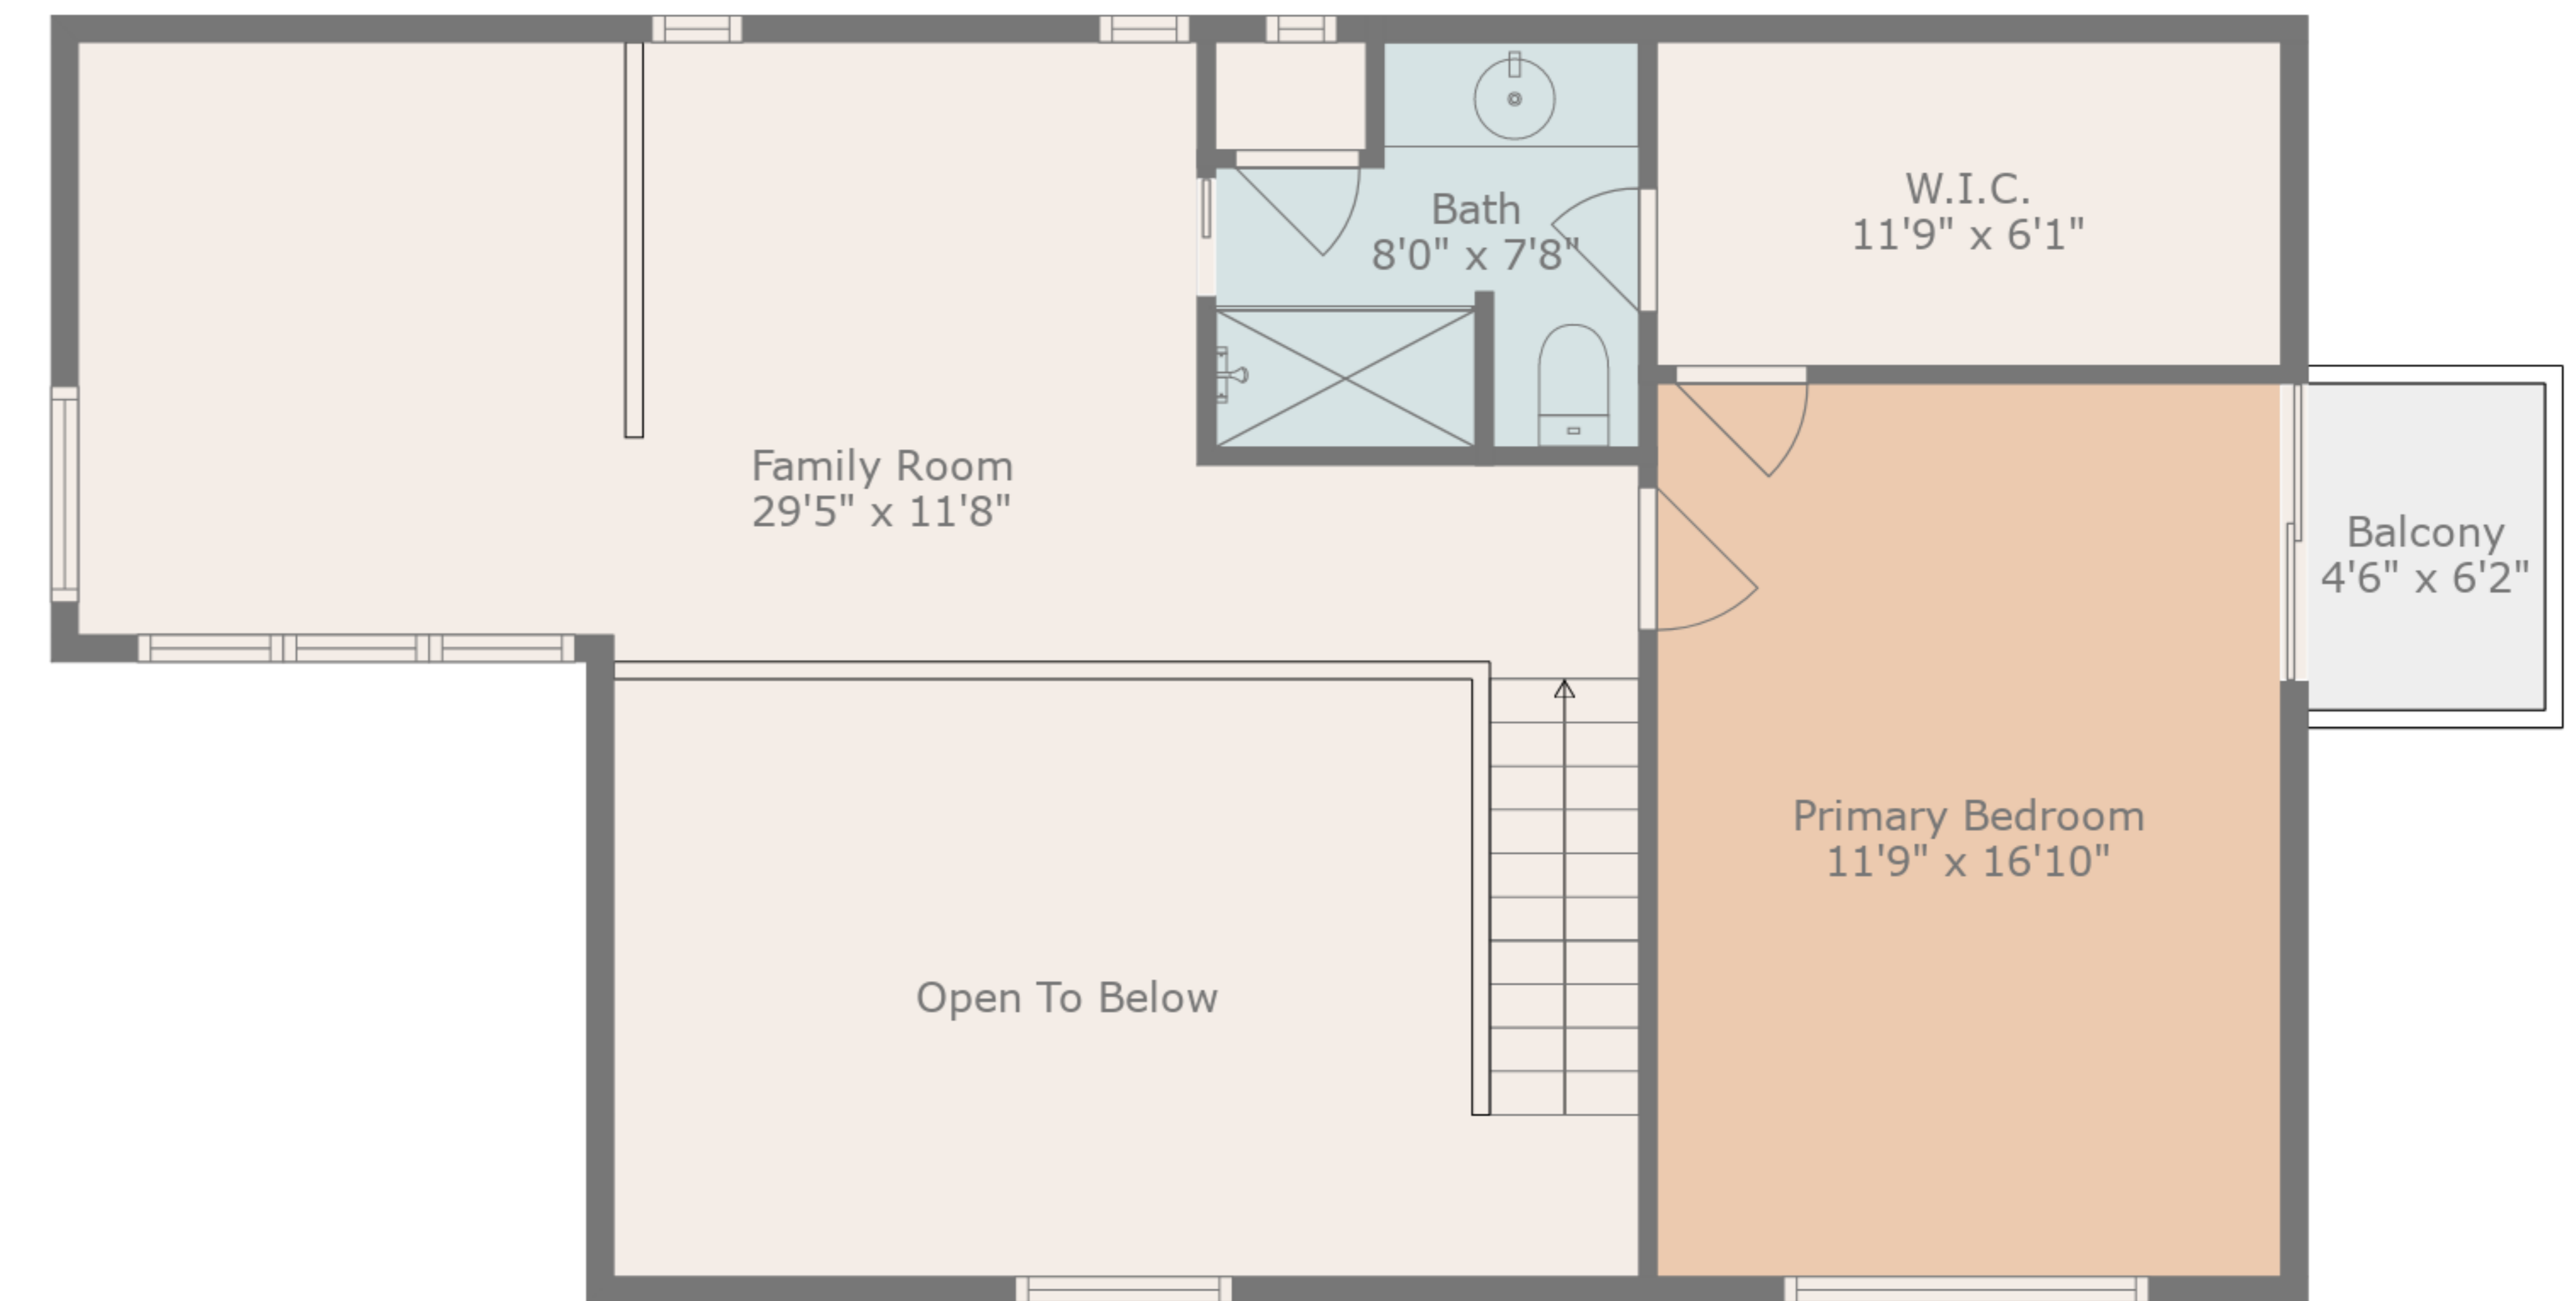 W.I.C.
11'9" x 6'1"
Bath
8'0" x 7'8"
Family Room
29'5" x 11'8"
Balcony
4'6" x 6'2"
Primary Bedroom
11'9" x 16'10"
Open To Below